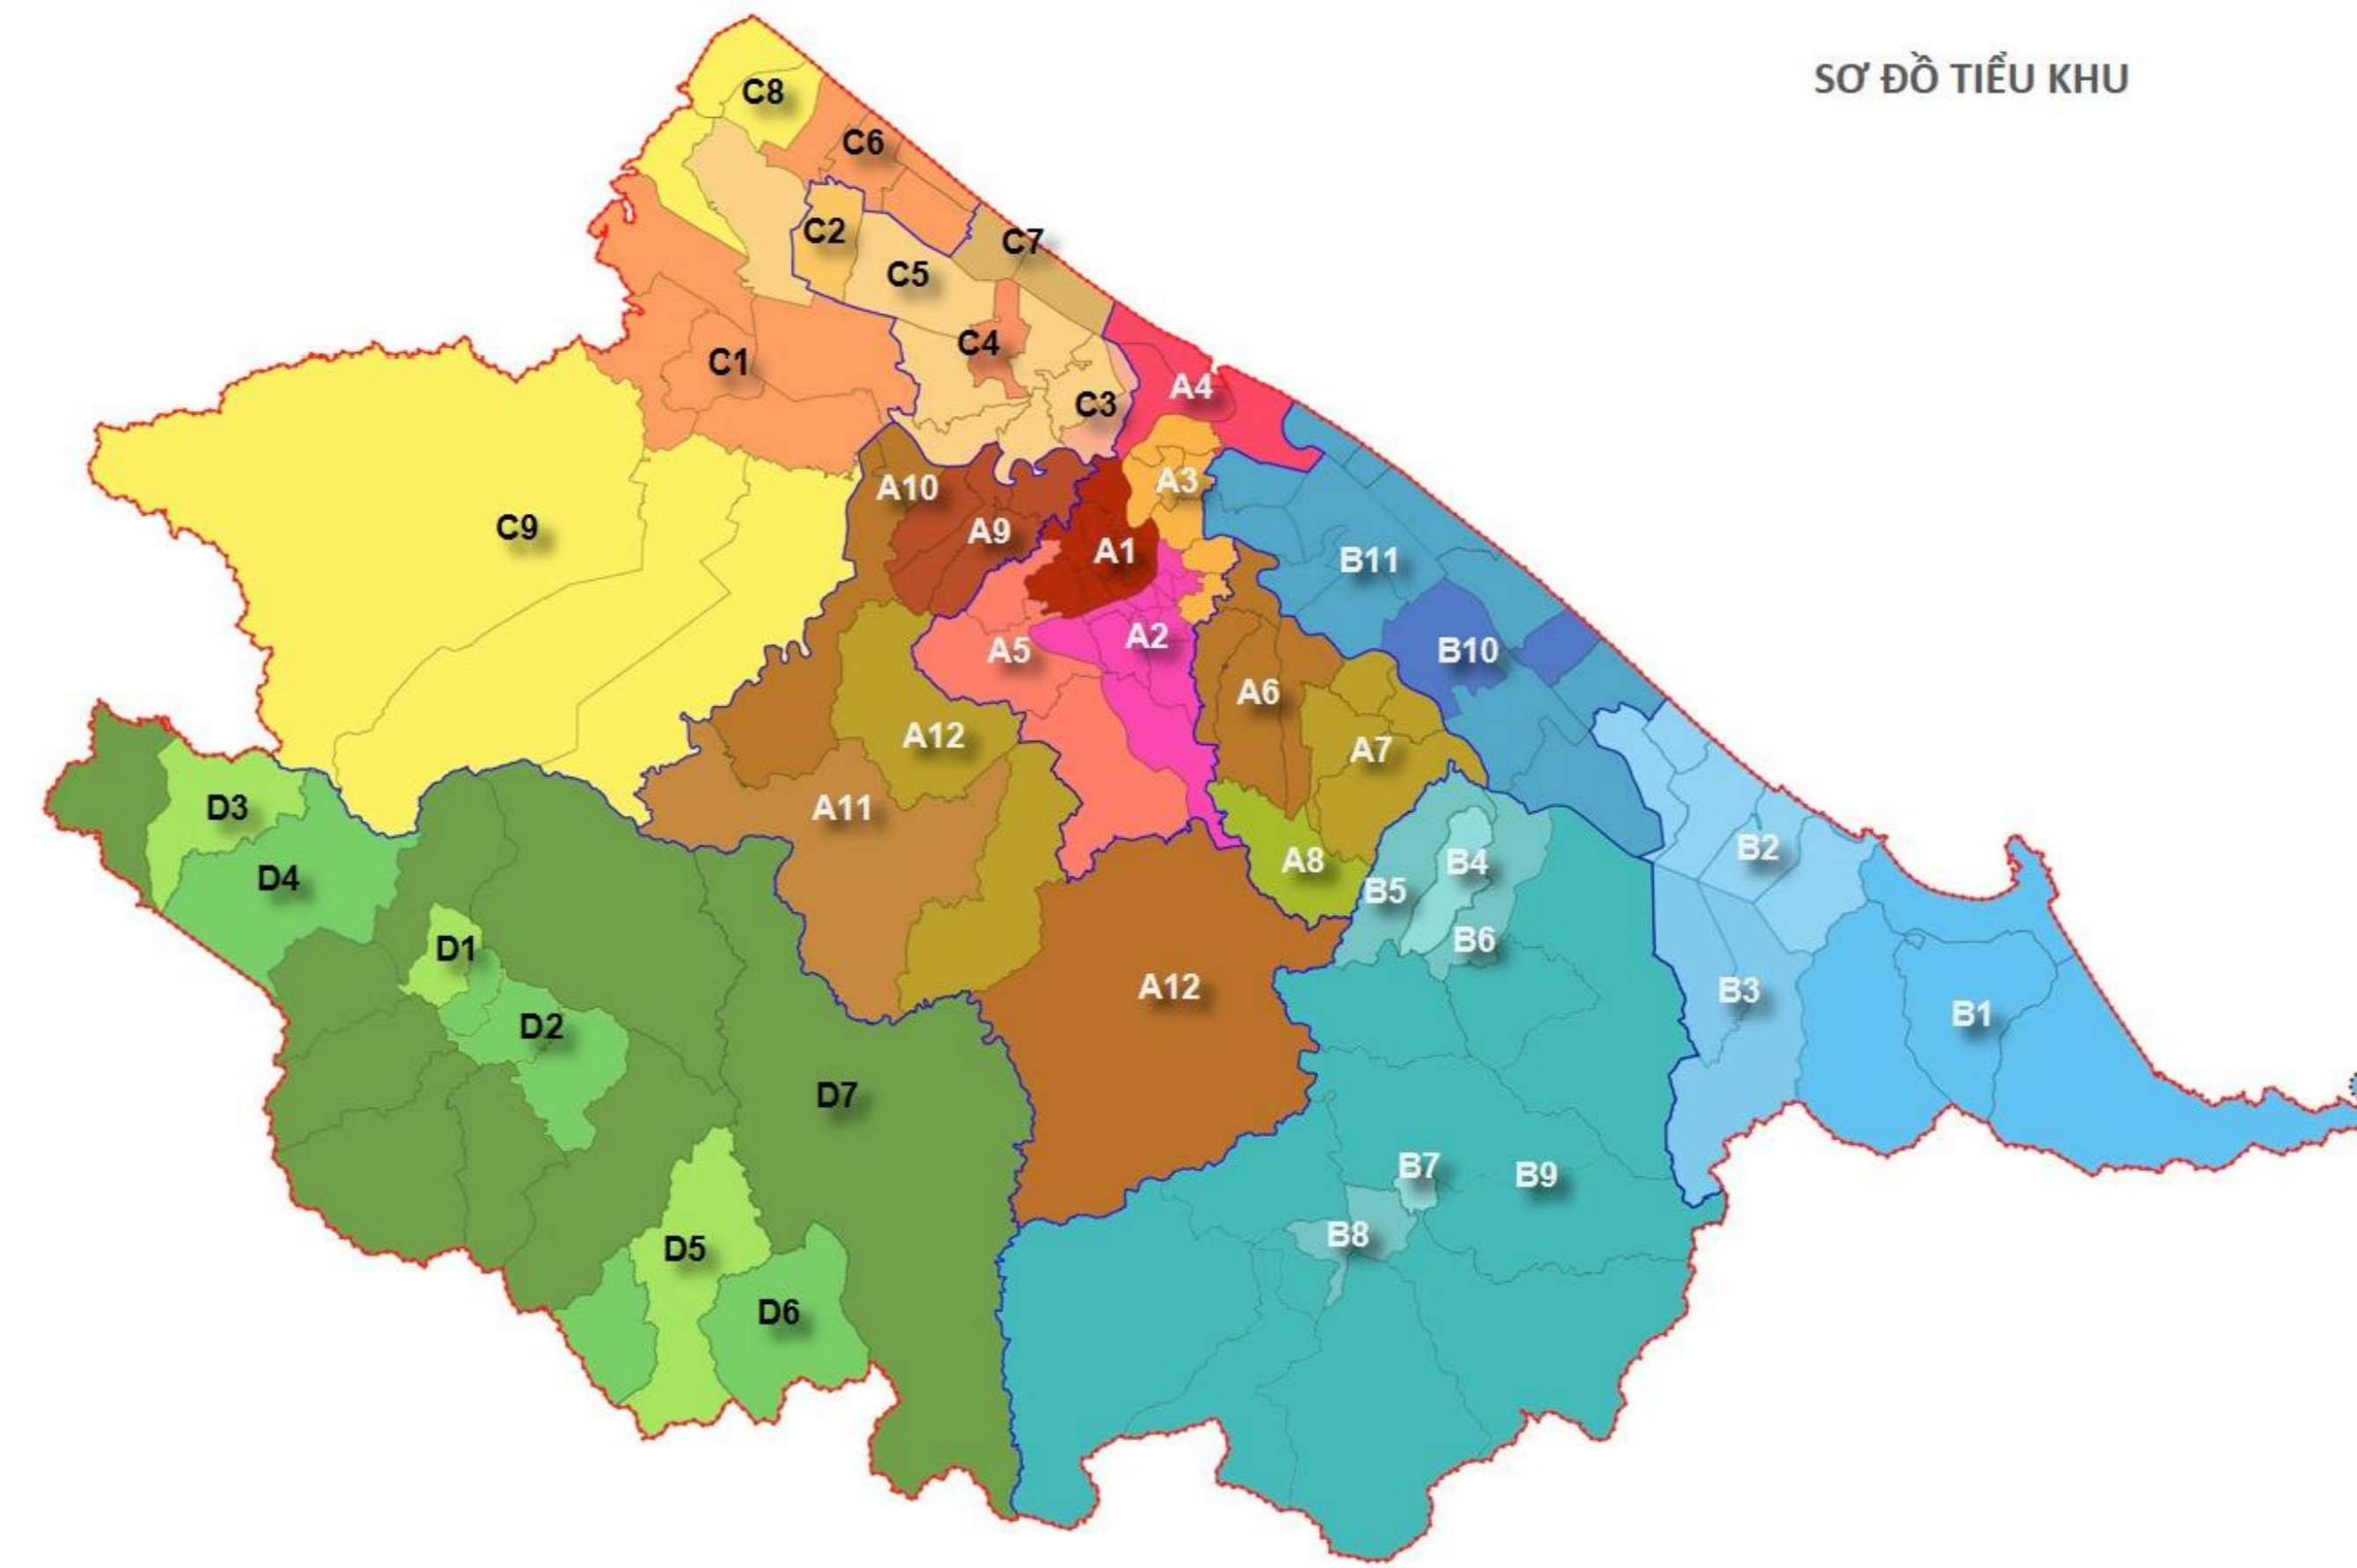 SƠ ĐỒ TIỂU KHU
C8
C6
C2
C7
C5
C4
C1
A4
C3
A3
A10
C9
A9
A1
B11
A2
A5
B10
A6
A12
A7
D3
A11
B2
A8
B4
D4
B5
B6
D1
A12
B3
B1
D2
D7
B7
B9
B8
D5
D6